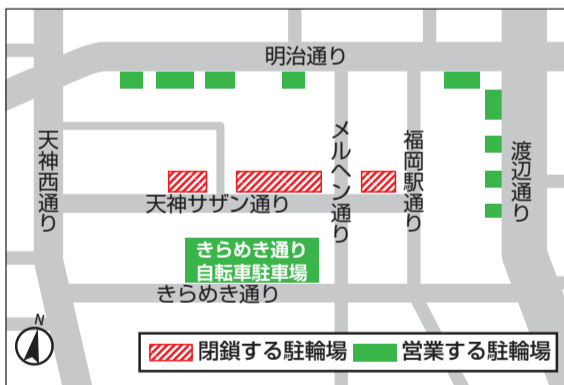 明治通り
天神西通り
メルヘン通り
福岡駅通り
渡辺通り
天神サザン通り
きらめき通り
自転車駐車場
きらめき通り
N
閉鎖する駐輪場
営業する駐輪場